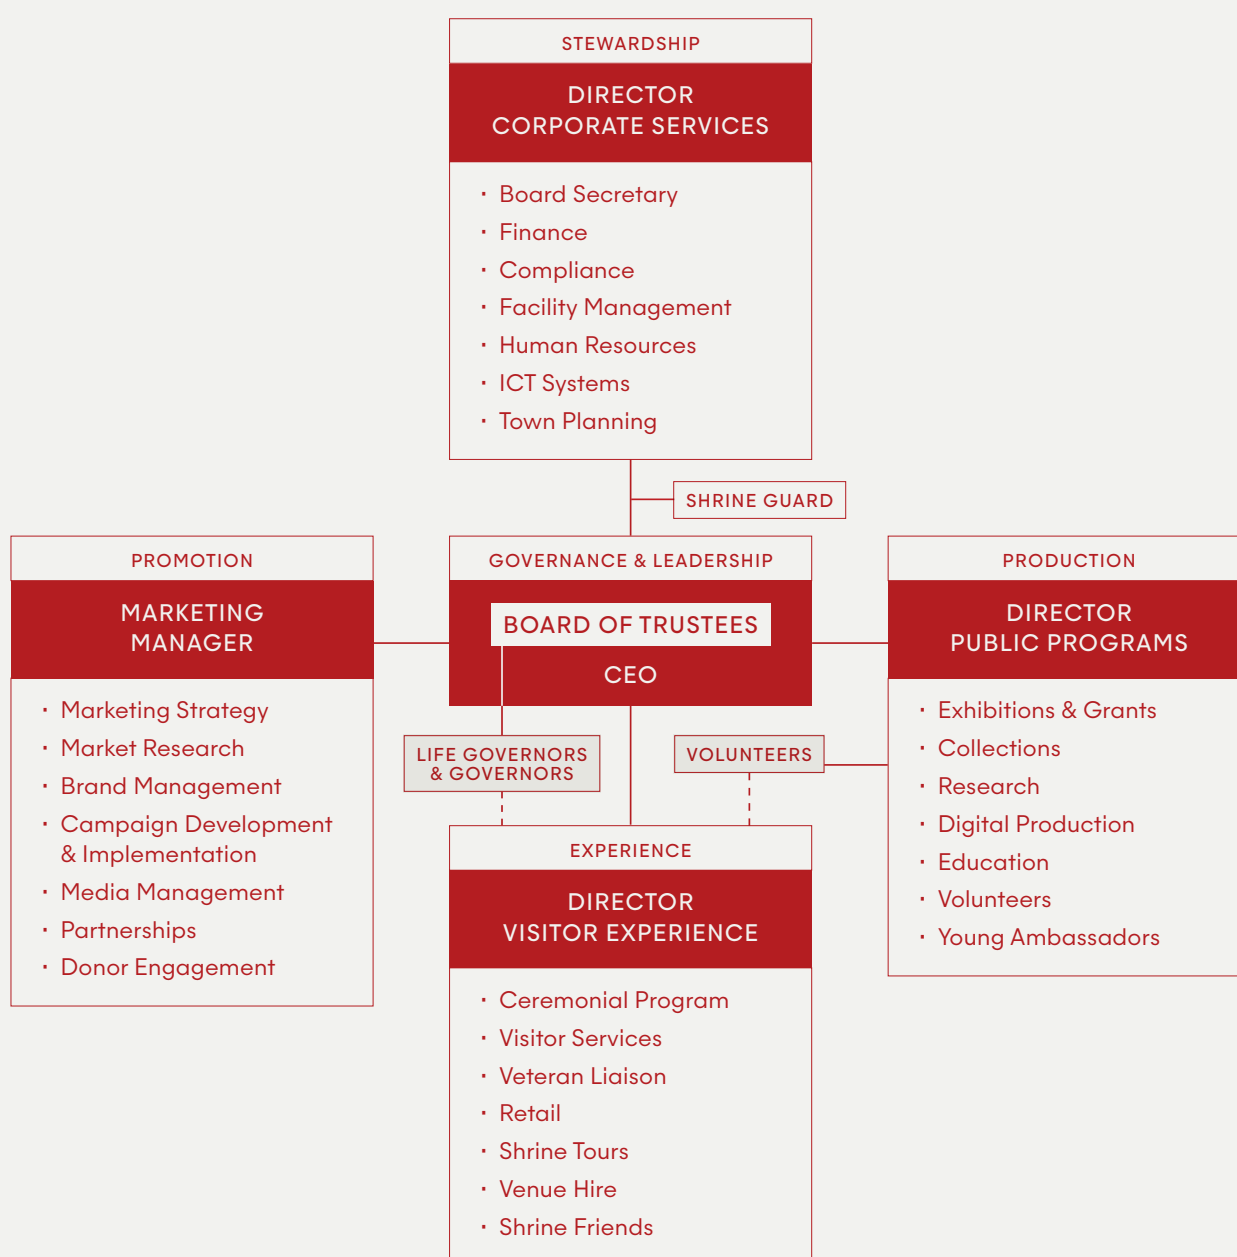 STEWARDSHIP
DIRECTOR
CORPORATE SERVICES
· Board Secretary
· Finance
· Compliance
· Facility Management
· Human Resources
· ICT Systems
· Town Planning
SHRINE GUARD
PROMOTION
MARKETING
MANAGER
· Marketing Strategy
· Market Research
· Brand Management
· Campaign Development
& Implementation
· Media Management
· Partnerships
· Donor Engagement
GOVERNANCE & LEADERSHIP
BOARD OF TRUSTEES
CEO
LIFE GOVERNORS
& GOVERNORS
VOLUNTEERS
PRODUCTION
DIRECTOR
PUBLIC PROGRAMS
· Exhibitions & Grants
· Collections
· Research
· Digital Production
· Education
· Volunteers
· Young Ambassadors
EXPERIENCE
DIRECTOR
VISITOR EXPERIENCE
· Ceremonial Program
· Visitor Services
· Veteran Liaison
· Retail
· Shrine Tours
· Venue Hire
· Shrine Friends